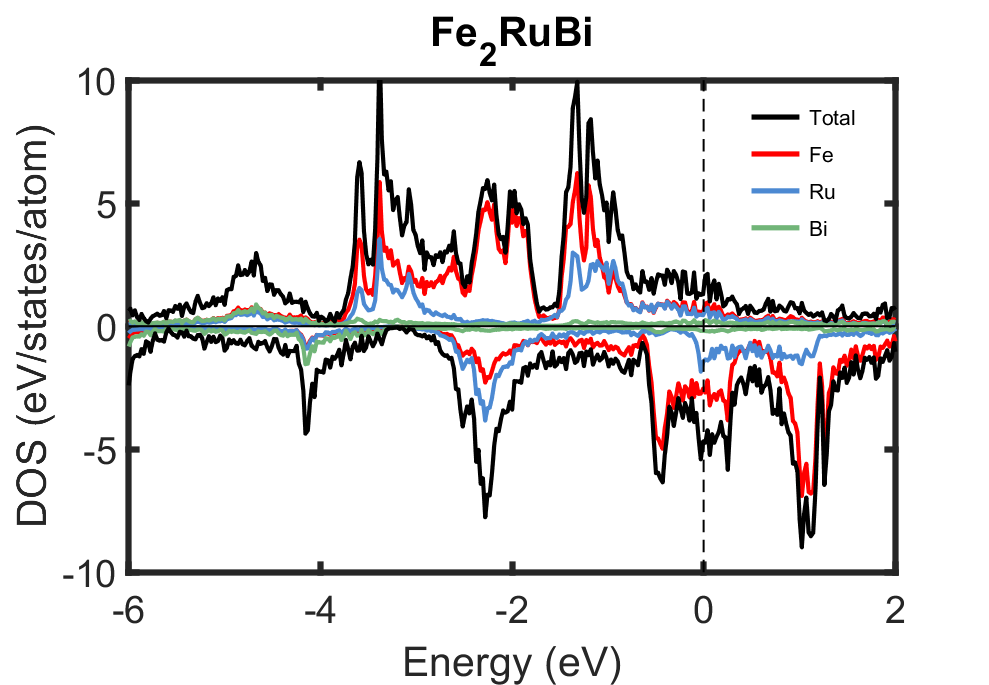 Fe2RuBi
10
5
0
-5
-10
DOS (eV/states/atom)
Total
Fe
Ru
Bi
-6 -4 -2 0 2
Energy (eV)